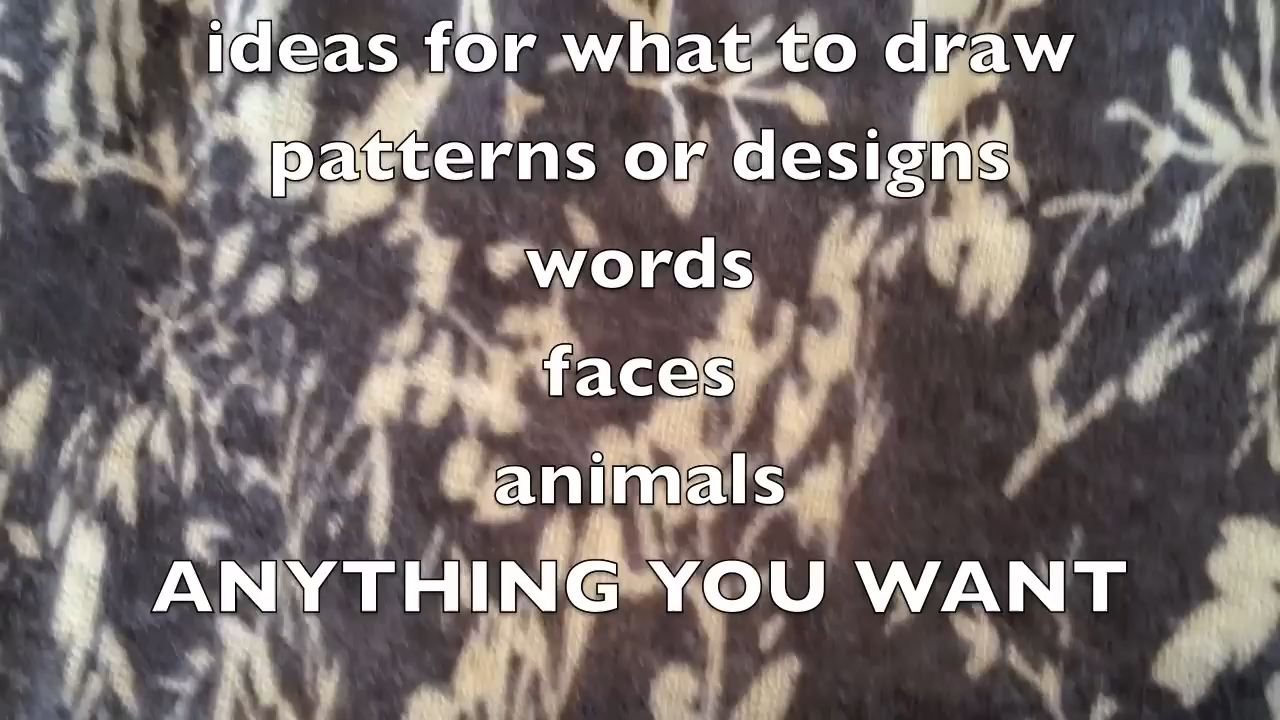 ideas for what to draw
patterns or designs
words
faces
animals
ANYTHING YOU WANT